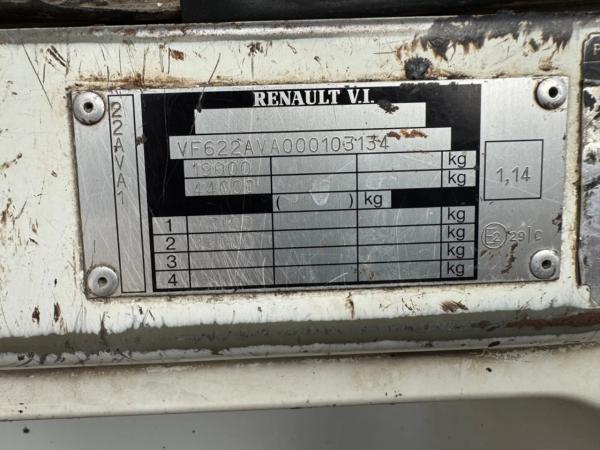 RENAULT V.I.
22AVA1
VF622AVA000103134
19000 kg
44000 kg
( ) kg
1 kg
2 kg
3 kg
4 kg
1,14
E2 29|C
P